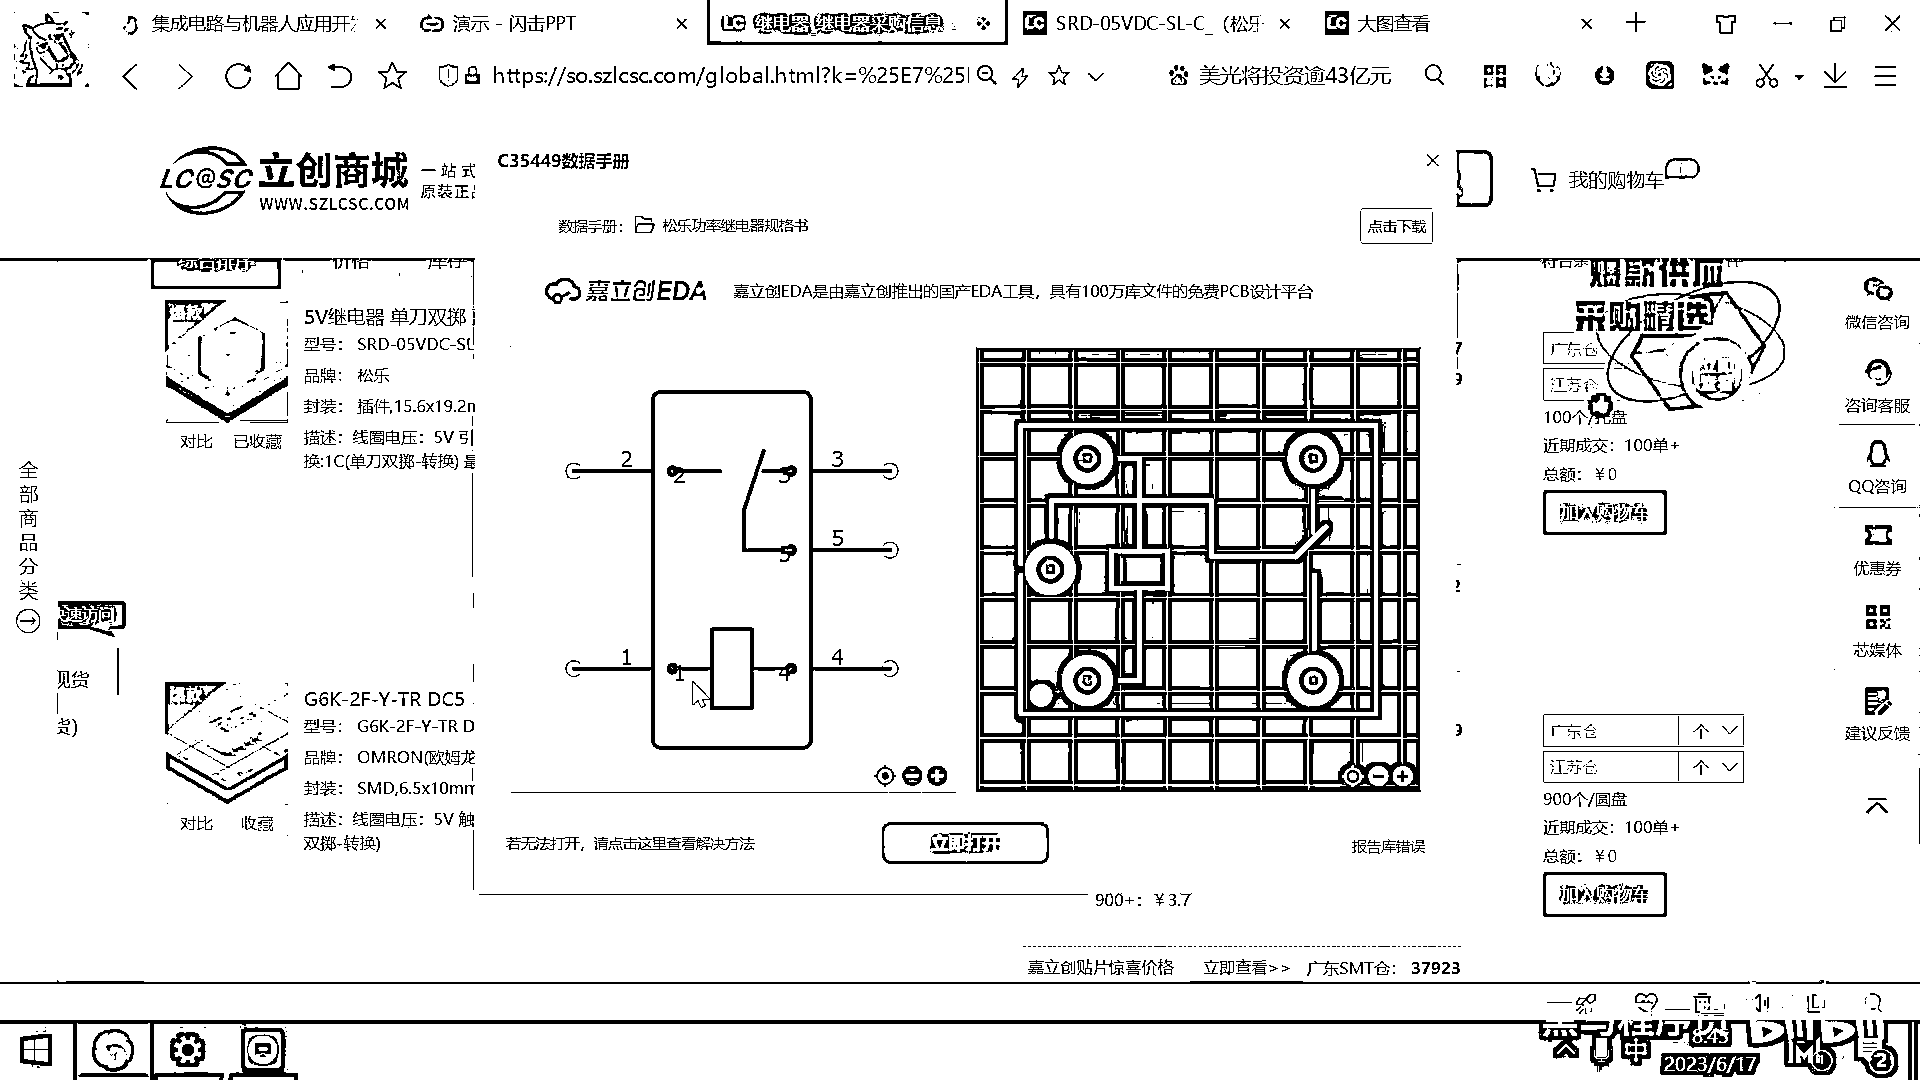 集成电路与机器人应用开发
演示 - 闪击PPT
继电器_继电器采购信息
SRD-05VDC-SL-C_（松乐
大图查看
https://so.szlcsc.com/global.html?k=%25E7%25
美光将投资逾43亿元
LC@SC 立创商城
WWW.SZLCSC.COM
一站式
原装正品
C35449数据手册
我的购物车
数据手册：
松乐功率继电器规格书
点击下载
综合排序
价格
库存
嘉立创EDA
嘉立创EDA是由嘉立创推出的国产EDA工具，具有100万库文件的免费PCB设计平台
采购精选
5V继电器 单刀双掷
型号： SRD-05VDC-SL
品牌： 松乐
封装： 插件,15.6x19.2m
描述：线圈电压：5V 引
换:1C(单刀双掷-转换) 最
对比
已收藏
2
2
3
3
5
5
1
1
4
4
广东仓
江苏仓
100个/托盘
近期成交：100单+
总额：￥0
加入购物车
微信咨询
咨询客服
QQ咨询
优惠券
芯媒体
建议反馈
全部商品分类
快速访问
现货
货)
G6K-2F-Y-TR DC5
型号： G6K-2F-Y-TR D
品牌： OMRON(欧姆龙
封装： SMD,6.5x10mm
描述：线圈电压：5V 触
双掷-转换)
对比
收藏
广东仓
个
江苏仓
个
900个/圆盘
近期成交：100单+
总额：￥0
加入购物车
若无法打开，请点击这里查看解决方法
立即打开
报告库错误
900+：￥3.7
嘉立创贴片惊喜价格
立即查看>>
广东SMT仓： 37923
黑马程序员
bilibili
中
8:43
2023/6/17
2